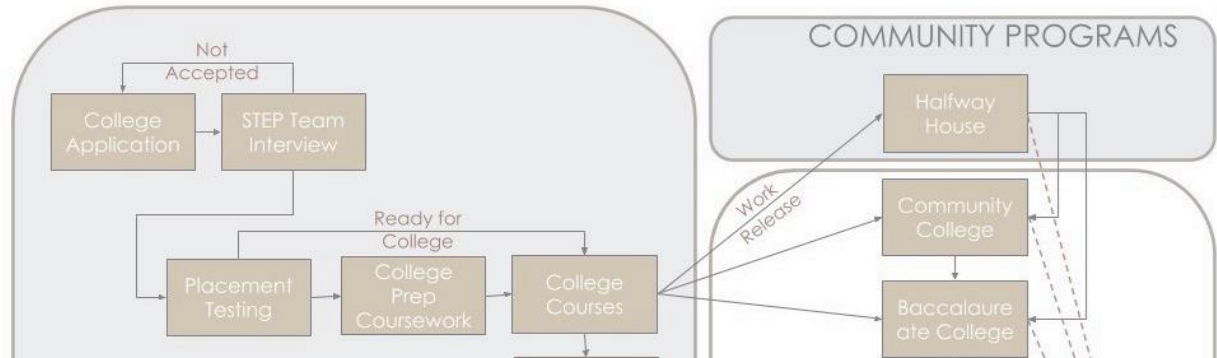 Not
Accepted
College
Application
STEP Team
Interview
Ready for
College
Placement
Testing
College
Prep
Coursework
College
Courses
COMMUNITY PROGRAMS
Halfway
House
Work
Release
Community
College
Baccalaure
ate College